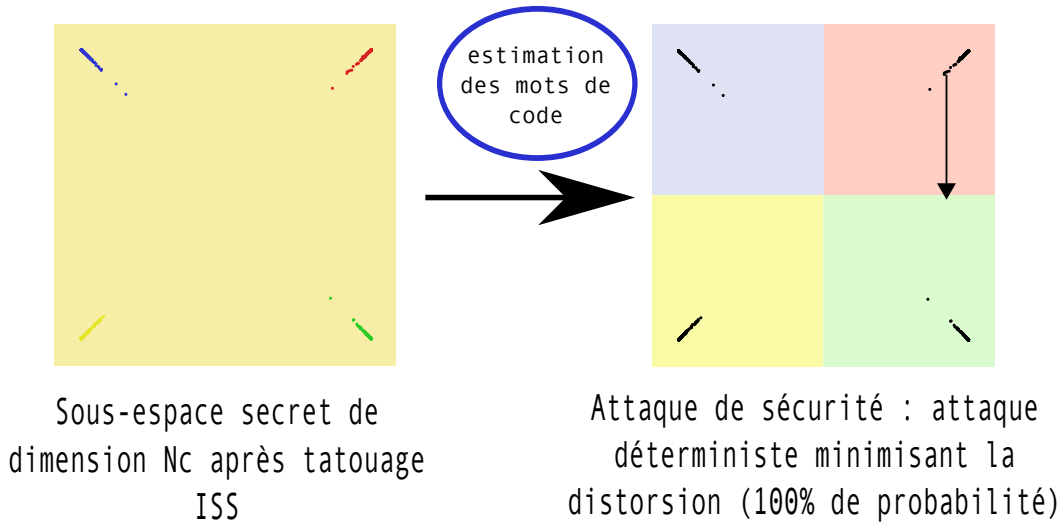 estimation
des mots de
code
Sous-espace secret de
dimension Nc après tatouage
ISS
Attaque de sécurité : attaque
déterministe minimisant la
distorsion (100% de probabilité)